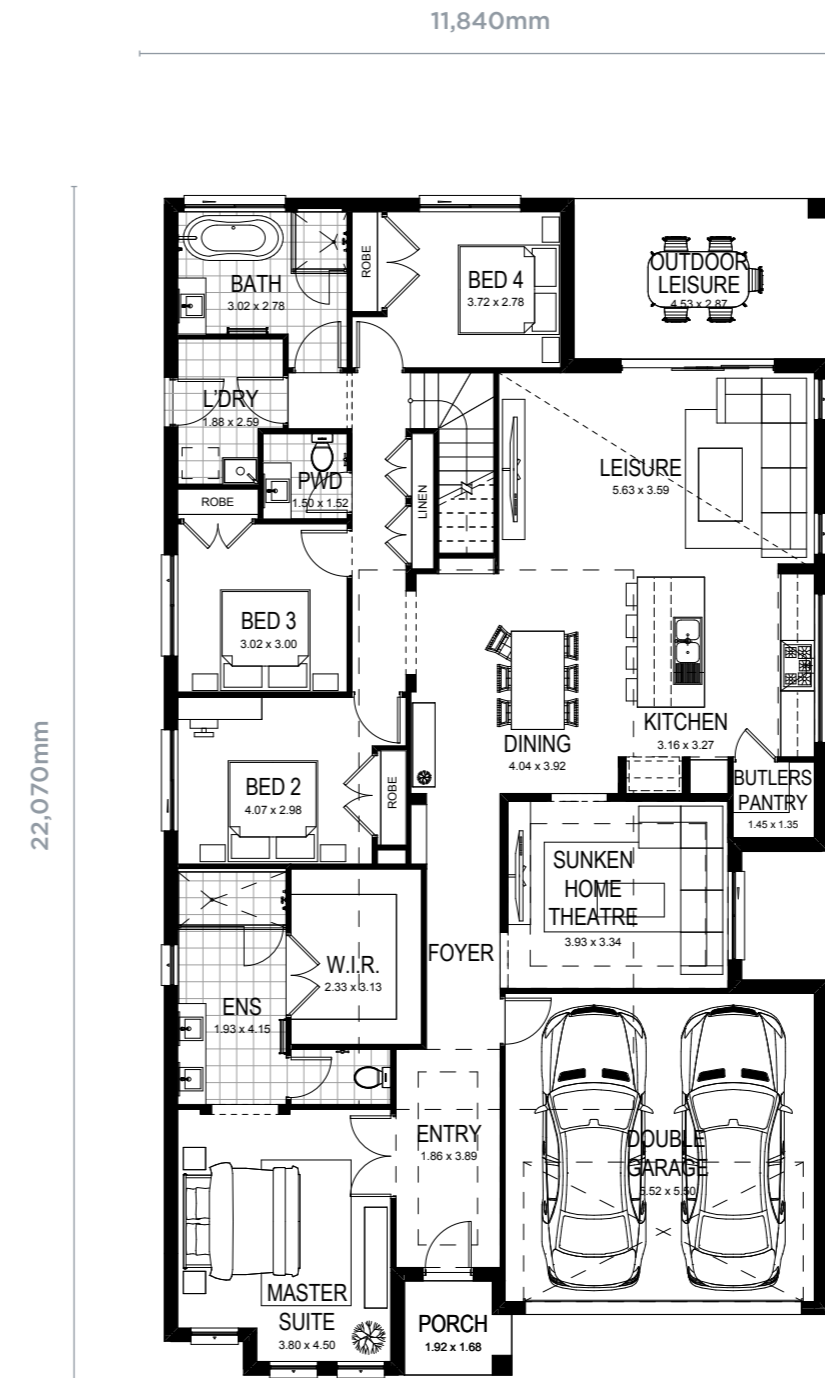 11,840mm
22,070mm
BATH
3.02 x 2.78
ROBE
BED 4
3.72 x 2.78
OUTDOOR
LEISURE
4.53 x 2.87
L'DRY
1.88 x 2.59
PWD
1.50 x 1.52
LINEN
LEISURE
5.63 x 3.59
ROBE
BED 3
3.02 x 3.00
KITCHEN
3.16 x 3.27
DINING
4.04 x 3.92
BED 2
4.07 x 2.98
ROBE
BUTLERS
PANTRY
1.45 x 1.35
SUNKEN
HOME
THEATRE
3.93 x 3.34
FOYER
W.I.R.
2.33 x 3.13
ENS
1.93 x 4.15
ENTRY
1.86 x 3.89
DOUBLE
GARAGE
5.52 x 5.50
MASTER
SUITE
3.80 x 4.50
PORCH
1.92 x 1.68